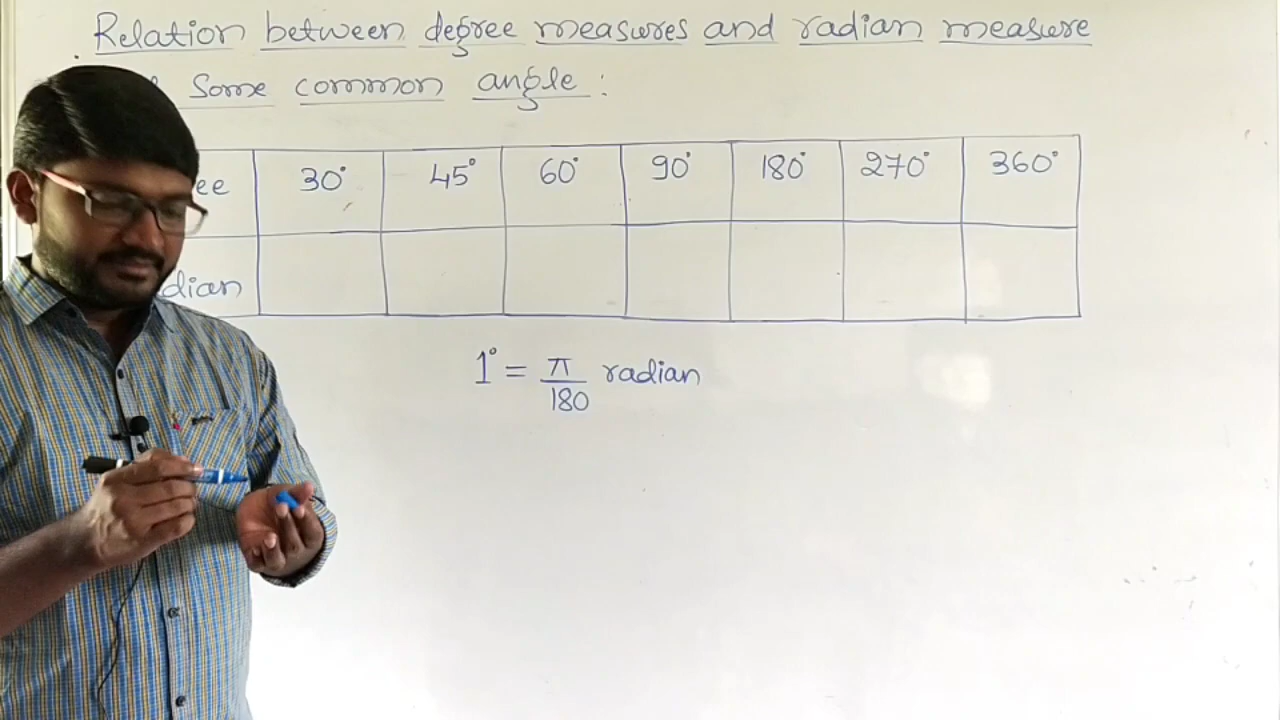 Relation between degree measures and radian measure
Some common angle :
ee 30° 45° 60° 90° 180° 270° 360°
dian
1° = π/180 radian